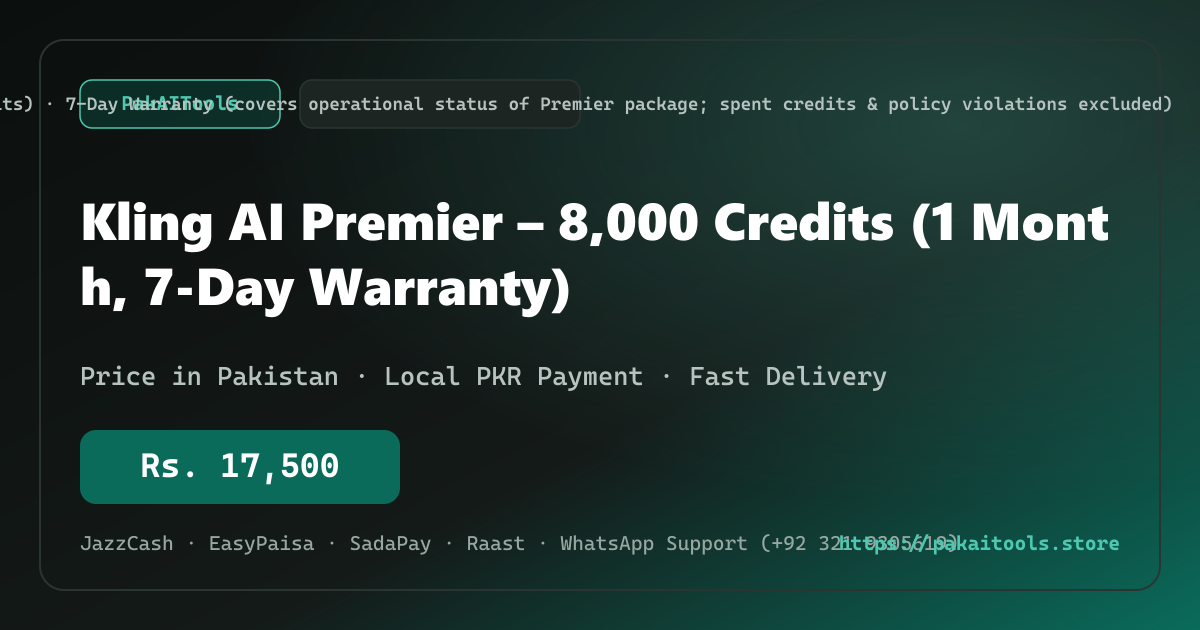 ts) · 7-Day Warranty (covers operational status of Premier package; spent credits & policy violations excluded)
PakAITools
Kling AI Premier – 8,000 Credits (1 Mont
h, 7-Day Warranty)
Price in Pakistan · Local PKR Payment · Fast Delivery
Rs. 17,500
JazzCash · EasyPaisa · SadaPay · Raast · WhatsApp Support (+92 321
https://pakaitools.store